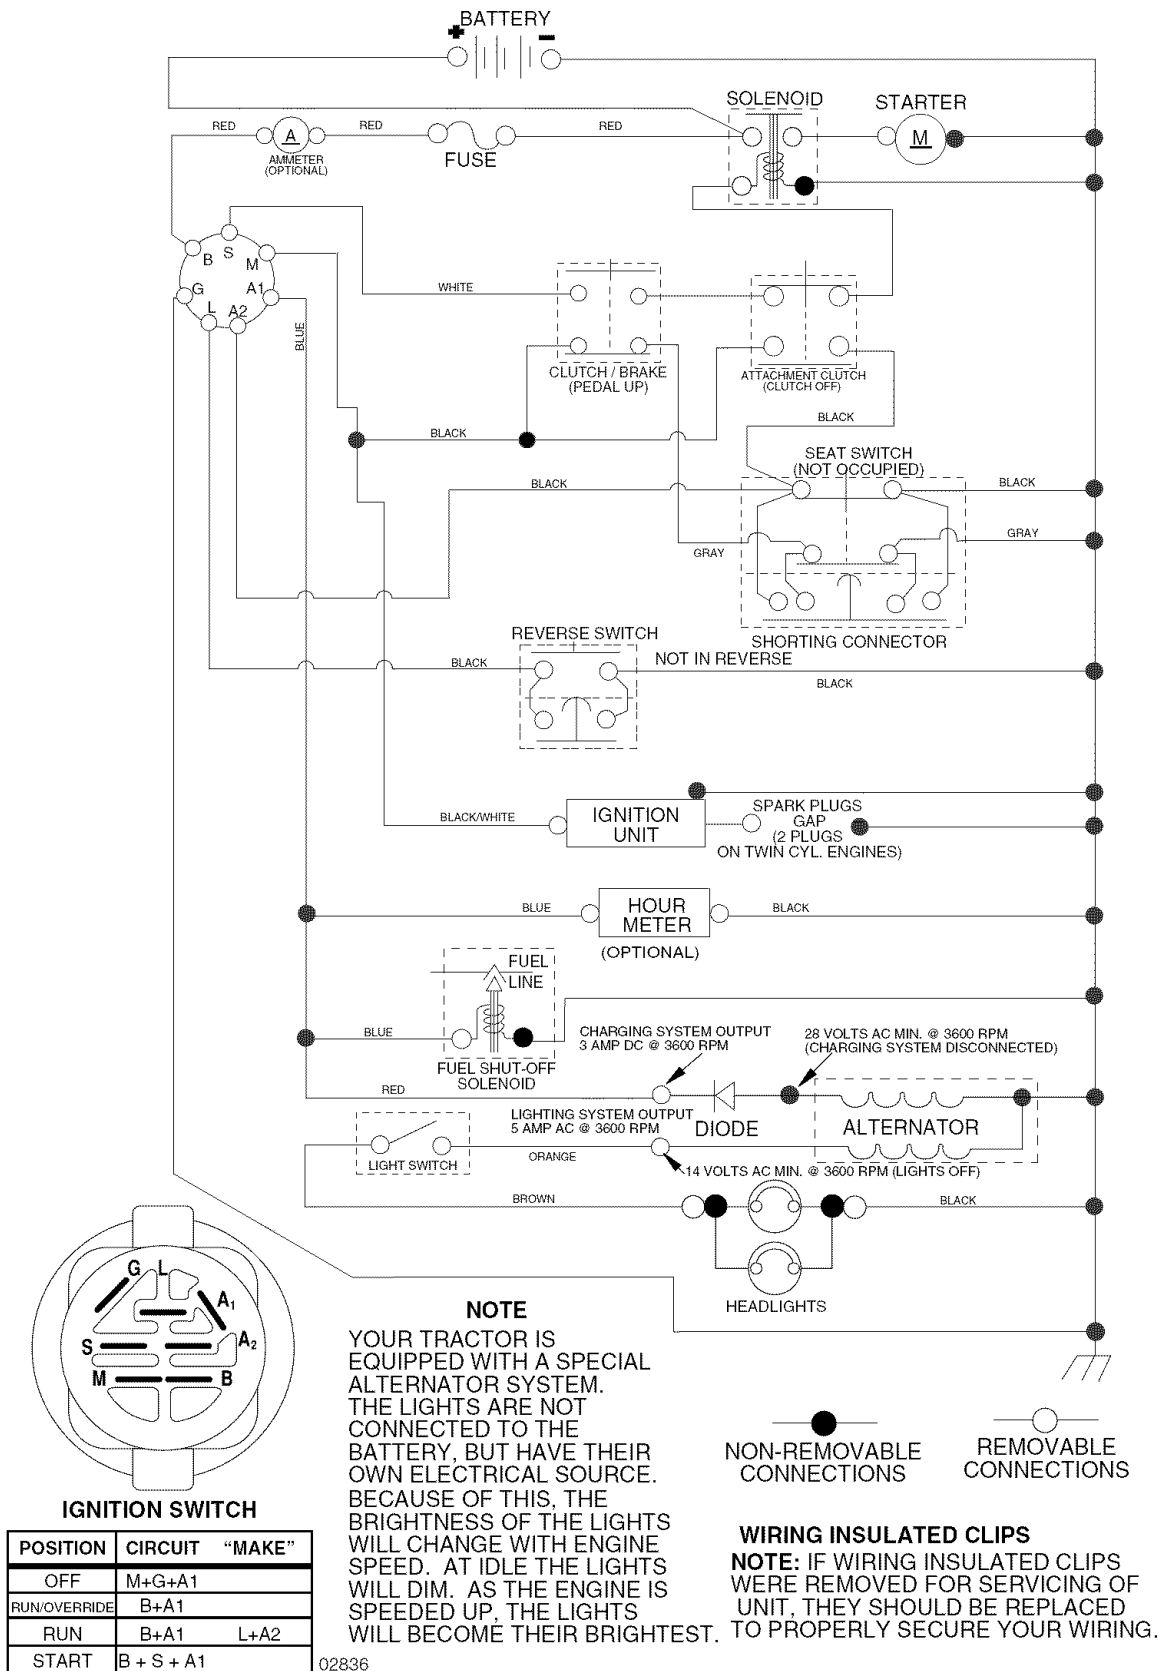 BATTERY
+ -
SOLENOID
STARTER
RED
RED
RED
A
M
AMMETER
(OPTIONAL)
FUSE
B
S
M
G
A1
L
A2
WHITE
BLUE
CLUTCH / BRAKE
(PEDAL UP)
ATTACHMENT CLUTCH
(CLUTCH OFF)
BLACK
BLACK
SEAT SWITCH
(NOT OCCUPIED)
BLACK
BLACK
GRAY
GRAY
SHORTING CONNECTOR
REVERSE SWITCH
NOT IN REVERSE
BLACK
BLACK
BLACK/WHITE
IGNITION
UNIT
SPARK PLUGS
GAP
(2 PLUGS
ON TWIN CYL. ENGINES)
BLUE
HOUR
METER
BLACK
(OPTIONAL)
FUEL
LINE
BLUE
FUEL SHUT-OFF
SOLENOID
CHARGING SYSTEM OUTPUT
3 AMP DC @ 3600 RPM
28 VOLTS AC MIN. @ 3600 RPM
(CHARGING SYSTEM DISCONNECTED)
RED
LIGHTING SYSTEM OUTPUT
5 AMP AC @ 3600 RPM
DIODE
ALTERNATOR
LIGHT SWITCH
ORANGE
14 VOLTS AC MIN. @ 3600 RPM (LIGHTS OFF)
BROWN
BLACK
HEADLIGHTS
G
L
A1
A2
S
M
B
IGNITION SWITCH
POSITION CIRCUIT “MAKE”
OFF M+G+A1
RUN/OVERRIDE B+A1
RUN B+A1 L+A2
START B + S + A1
02836
NOTE
YOUR TRACTOR IS
EQUIPPED WITH A SPECIAL
ALTERNATOR SYSTEM.
THE LIGHTS ARE NOT
CONNECTED TO THE
BATTERY, BUT HAVE THEIR
OWN ELECTRICAL SOURCE.
BECAUSE OF THIS, THE
BRIGHTNESS OF THE LIGHTS
WILL CHANGE WITH ENGINE
SPEED. AT IDLE THE LIGHTS
WILL DIM. AS THE ENGINE IS
SPEEDED UP, THE LIGHTS
WILL BECOME THEIR BRIGHTEST.
NON-REMOVABLE
CONNECTIONS
REMOVABLE
CONNECTIONS
WIRING INSULATED CLIPS
NOTE: IF WIRING INSULATED CLIPS
WERE REMOVED FOR SERVICING OF
UNIT, THEY SHOULD BE REPLACED
TO PROPERLY SECURE YOUR WIRING.